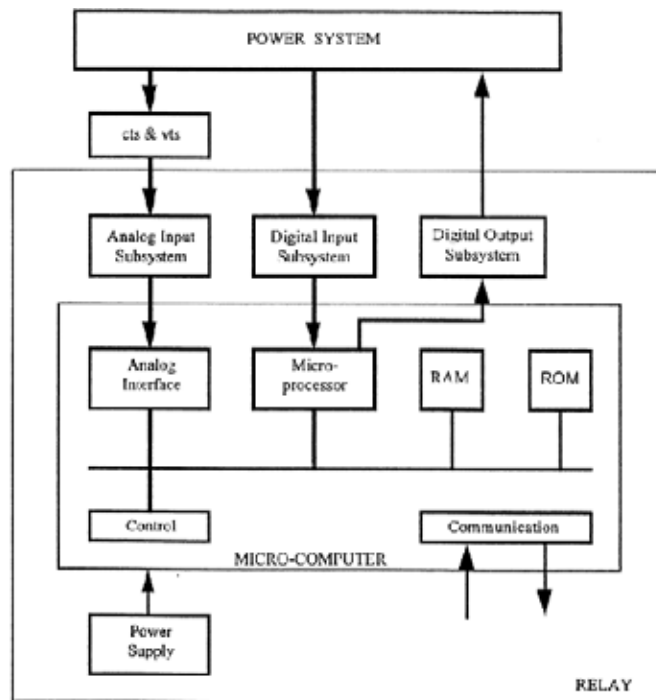 POWER SYSTEM
cts & vts
Analog Input
Subsystem
Digital Input
Subsystem
Digital Output
Subsystem
Analog
Interface
Micro-
processor
RAM
ROM
Control
Communication
MICRO-COMPUTER
Power
Supply
RELAY